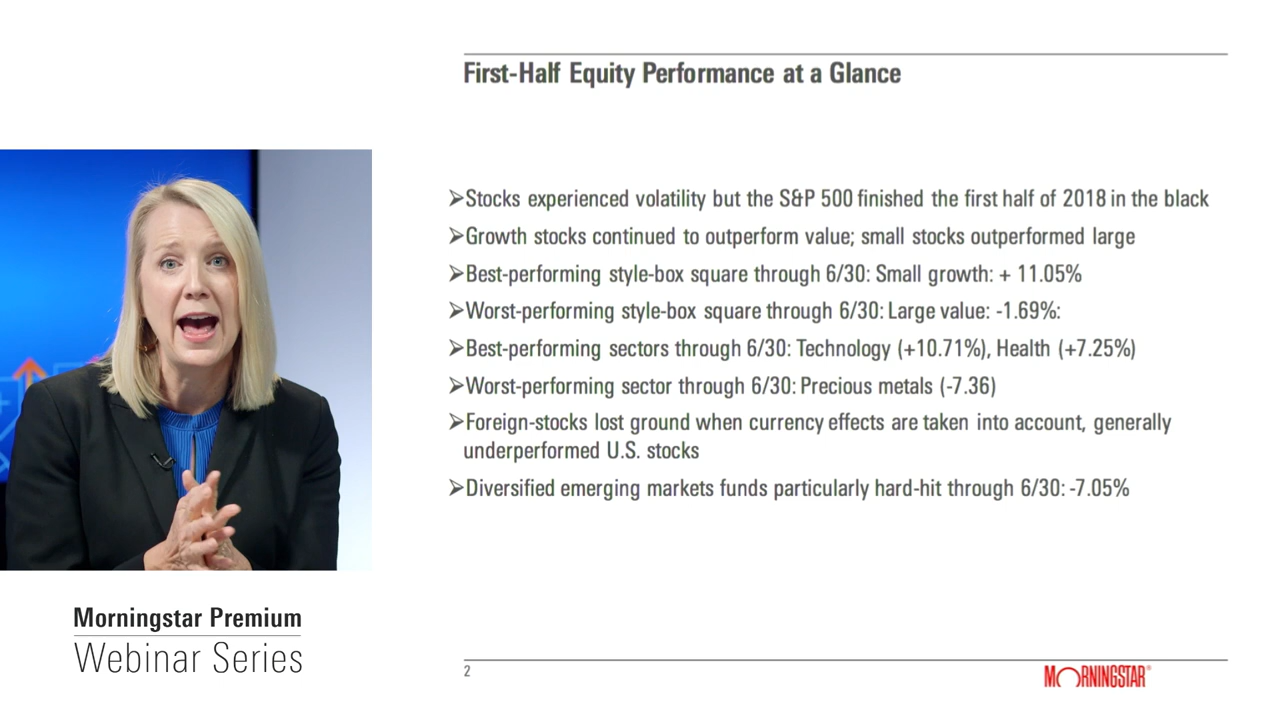 First-Half Equity Performance at a Glance
➢Stocks experienced volatility but the S&P 500 finished the first half of 2018 in the black
➢Growth stocks continued to outperform value; small stocks outperformed large
➢Best-performing style-box square through 6/30: Small growth: + 11.05%
➢Worst-performing style-box square through 6/30: Large value: -1.69%:
➢Best-performing sectors through 6/30: Technology (+10.71%), Health (+7.25%)
➢Worst-performing sector through 6/30: Precious metals (-7.36)
➢Foreign-stocks lost ground when currency effects are taken into account, generally
underperformed U.S. stocks
➢Diversified emerging markets funds particularly hard-hit through 6/30: -7.05%
Morningstar Premium
Webinar Series
2
MORNINGSTAR®